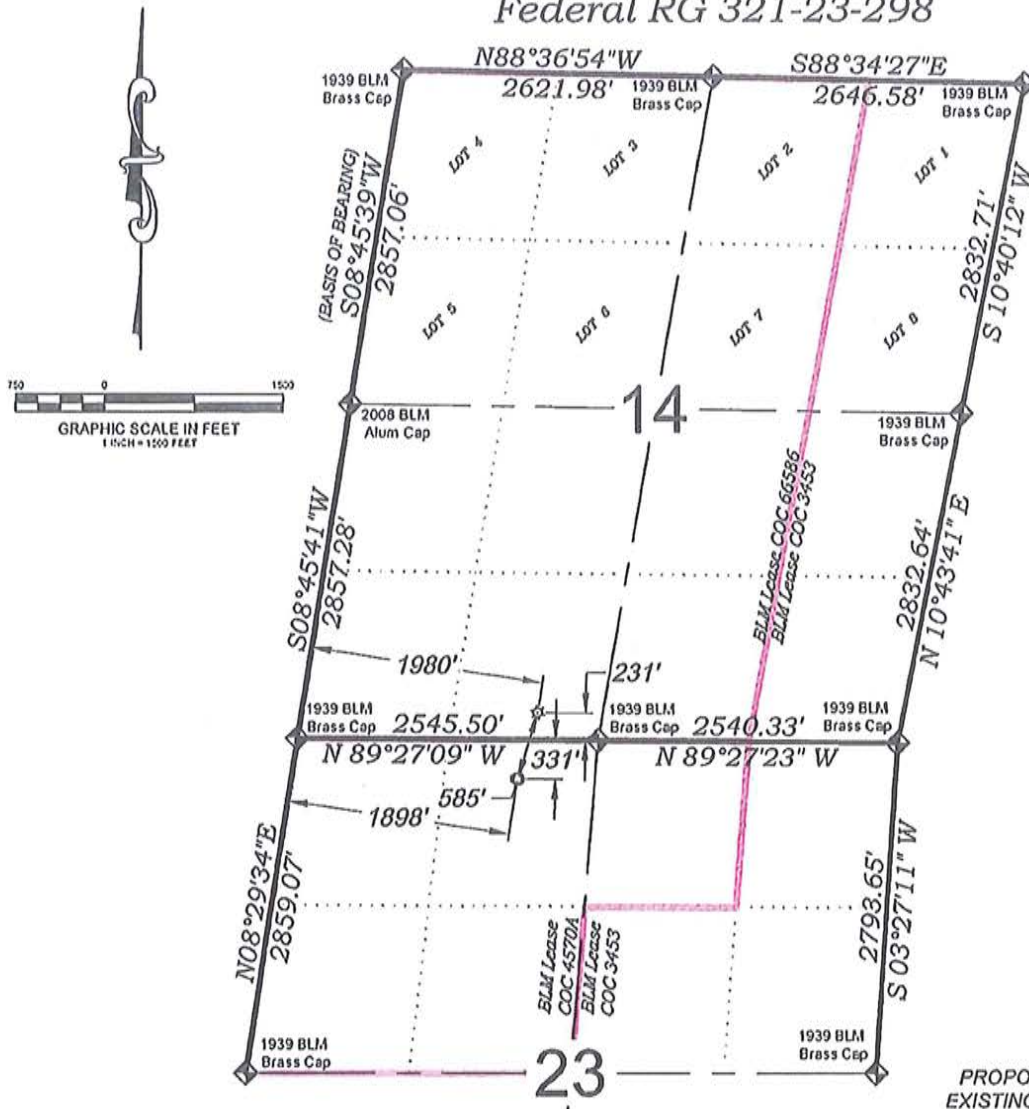 Federal RG 321-23-298
N88°36'54"W
S88°34'27"E
1939 BLM
Brass Cap
2621.98'
1939 BLM
Brass Cap
2646.58'
1939 BLM
Brass Cap
LOT 4
LOT 3
LOT 2
LOT 1
(BASIS OF BEARING)
S08°45'39"W
2857.06'
2832.71'
S 10°40'12" W
LOT 5
LOT 6
LOT 7
LOT 8
750 0 1500
GRAPHIC SCALE IN FEET
1 INCH = 1500 FEET
2008 BLM
Alum Cap
14
1939 BLM
Brass Cap
BLM Lease COC 66586
BLM Lease COC 3453
S08°45'41"W
2857.28'
2832.64'
N 10°43'41" E
1980'
231'
1939 BLM
Brass Cap
2545.50'
N 89°27'09" W
1939 BLM
Brass Cap
2540.33'
N 89°27'23" W
1939 BLM
Brass Cap
331'
585'
1898'
N08°29'34"E
2859.07'
BLM Lease
COC 4570A
BLM Lease
COC 3453
2793.65'
S 03°27'11" W
1939 BLM
Brass Cap
23
1939 BLM
Brass Cap
PROPO
EXISTING